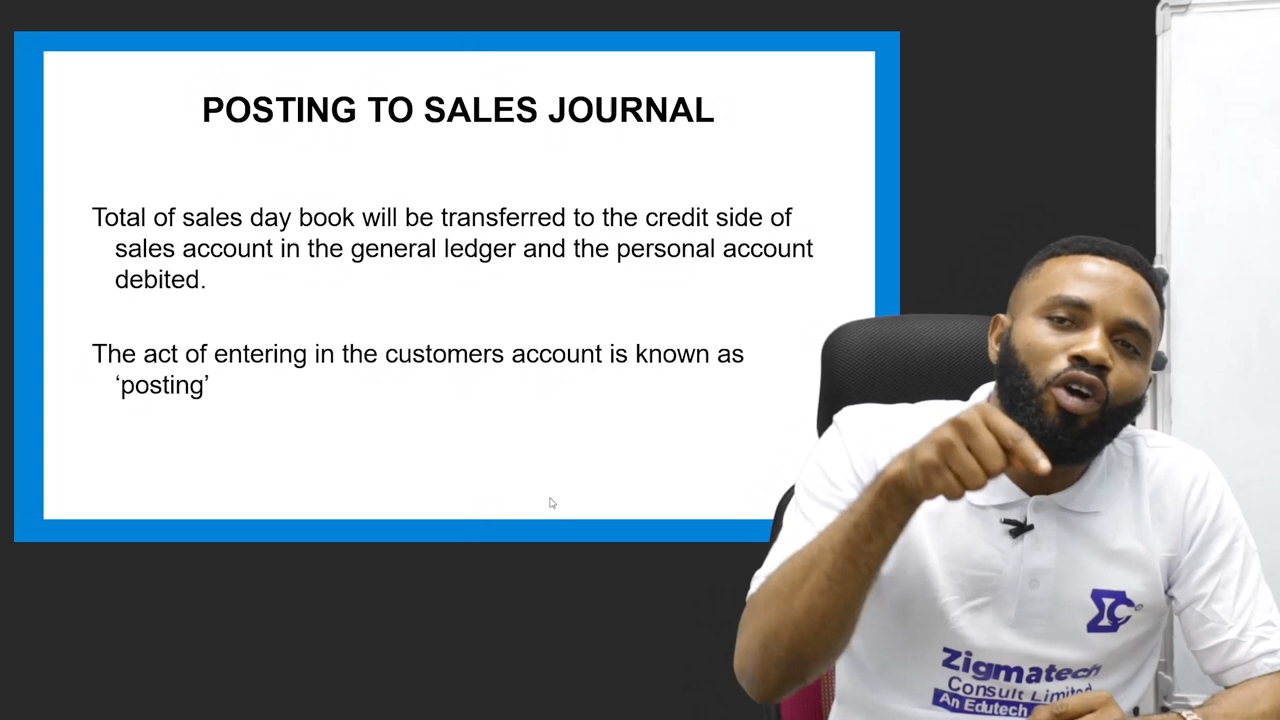 POSTING TO SALES JOURNAL
Total of sales day book will be transferred to the credit side of
sales account in the general ledger and the personal account
debited.
The act of entering in the customers account is known as
‘posting’
Zigmatech
Consult Limited
An Edutech